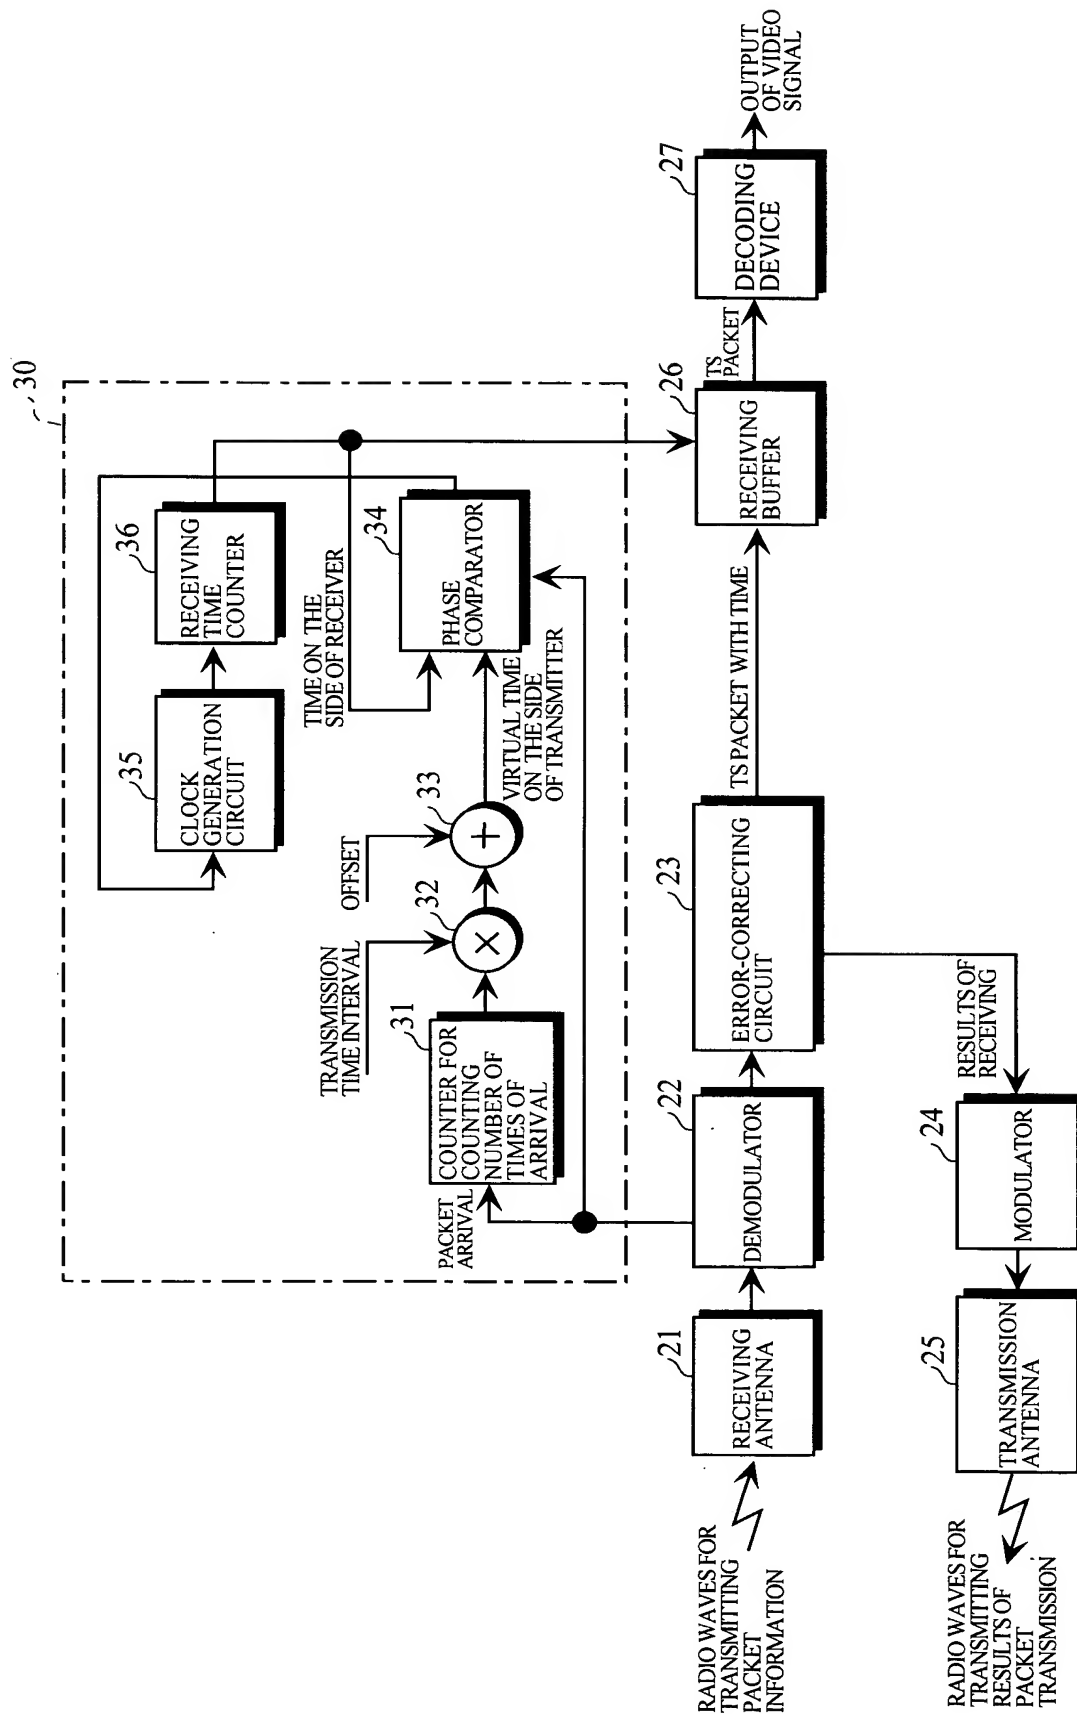 30
35
CLOCK
GENERATION
CIRCUIT
36
RECEIVING
TIME
COUNTER
TRANSMISSION
TIME INTERVAL
OFFSET
TIME ON THE
SIDE OF RECEIVER
31
COUNTER FOR
COUNTING
NUMBER OF
TIMES OF
ARRIVAL
32
×
33
+
VIRTUAL TIME
ON THE SIDE
OF TRANSMITTER
34
PHASE
COMPARATOR
PACKET
ARRIVAL
RADIO WAVES FOR
TRANSMITTING
PACKET
INFORMATION
21
RECEIVING
ANTENNA
22
DEMODULATOR
23
ERROR-CORRECTING
CIRCUIT
TS PACKET WITH TIME
26
RECEIVING
BUFFER
TS
PACKET
27
DECODING
DEVICE
OUTPUT
OF VIDEO
SIGNAL
RADIO WAVES FOR
TRANSMITTING
RESULTS OF
PACKET
TRANSMISSION
25
TRANSMISSION
ANTENNA
24
MODULATOR
RESULTS OF
RECEIVING